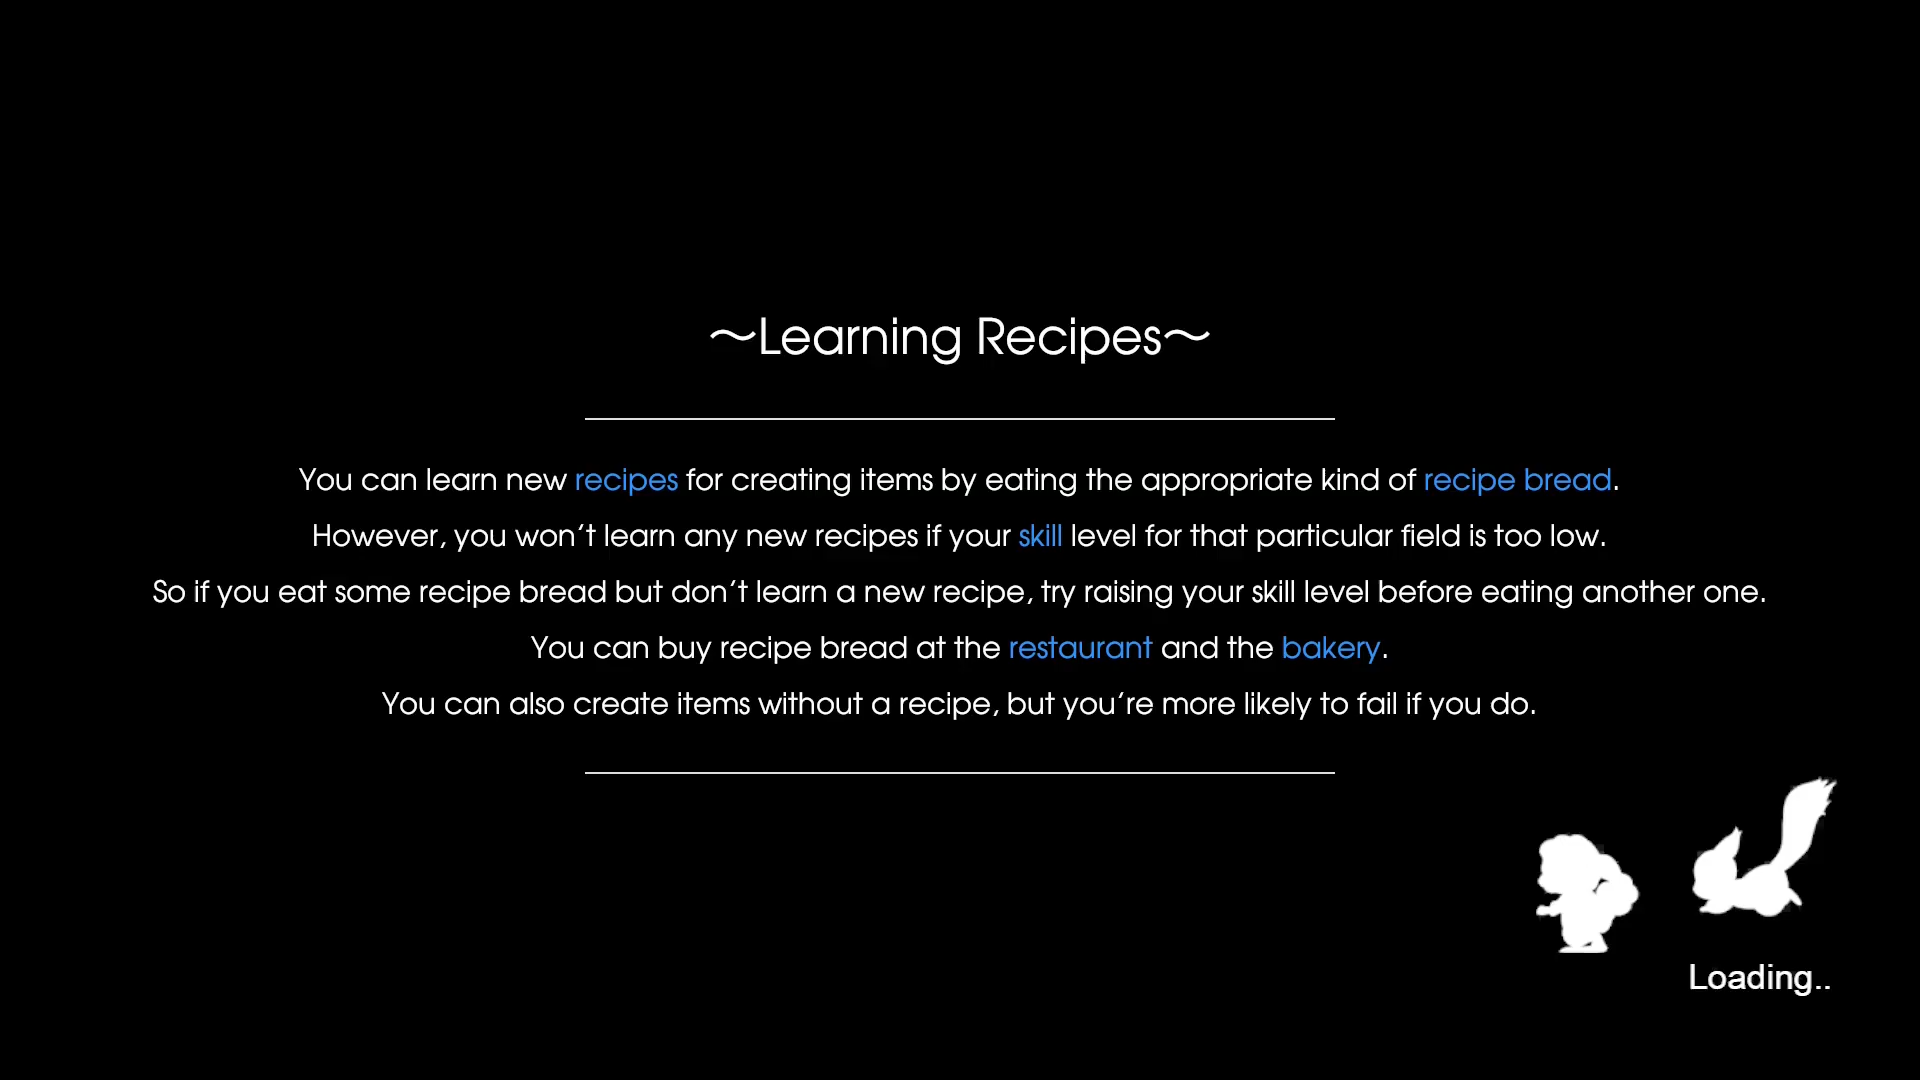 ～Learning Recipes～
You can learn new recipes for creating items by eating the appropriate kind of recipe bread.
However, you won’t learn any new recipes if your skill level for that particular field is too low.
So if you eat some recipe bread but don’t learn a new recipe, try raising your skill level before eating another one.
You can buy recipe bread at the restaurant and the bakery.
You can also create items without a recipe, but you’re more likely to fail if you do.
Loading..